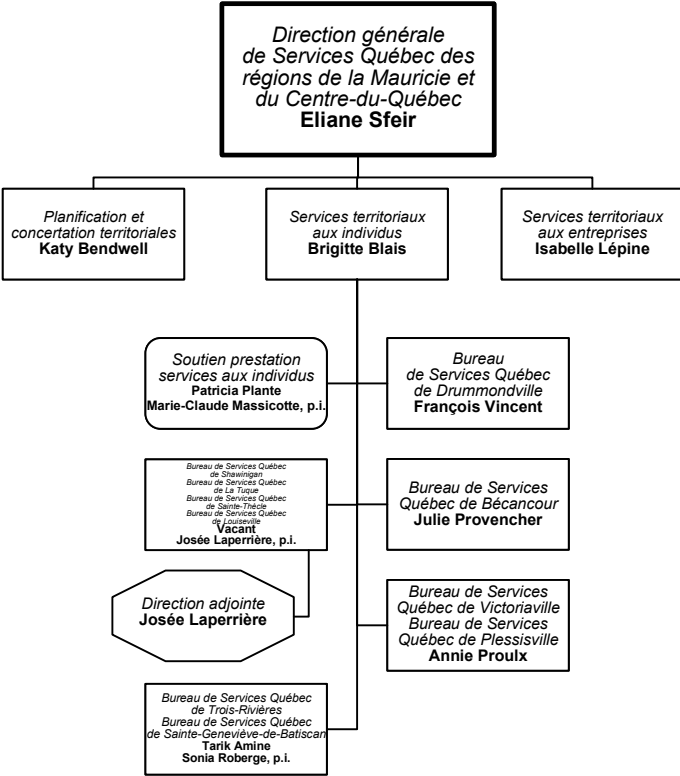 Direction générale
de Services Québec des
régions de la Mauricie et
du Centre-du-Québec
Eliane Sfeir
Planification et
concertation territoriales
Katy Bendwell
Services territoriaux
aux individus
Brigitte Blais
Services territoriaux
aux entreprises
Isabelle Lépine
Soutien prestation
services aux individus
Patricia Plante
Marie-Claude Massicotte, p.i.
Bureau
de Services Québec
de Drummondville
François Vincent
Bureau de Services Québec
de Shawinigan
Bureau de Services Québec
de La Tuque
Bureau de Services Québec
de Sainte-Thècle
Bureau de Services Québec
de Louiseville
Vacant
Josée Laperrière, p.i.
Bureau de Services
Québec de Bécancour
Julie Provencher
Direction adjointe
Josée Laperrière
Bureau de Services
Québec de Victoriaville
Bureau de Services
Québec de Plessisville
Annie Proulx
Bureau de Services Québec
de Trois-Rivières
Bureau de Services Québec
de Sainte-Geneviève-de-Batiscan
Tarik Amine
Sonia Roberge, p.i.